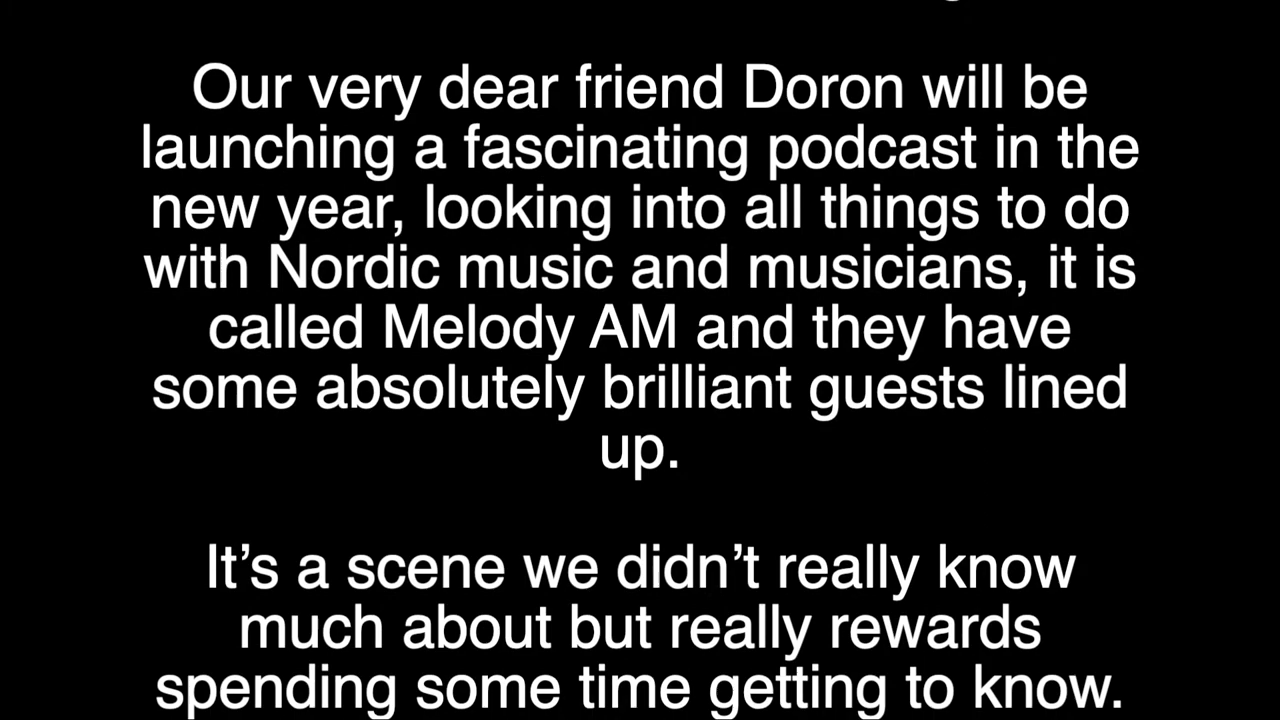 Our very dear friend Doron will be
launching a fascinating podcast in the
new year, looking into all things to do
with Nordic music and musicians, it is
called Melody AM and they have
some absolutely brilliant guests lined
up.
It’s a scene we didn’t really know
much about but really rewards
spending some time getting to know.